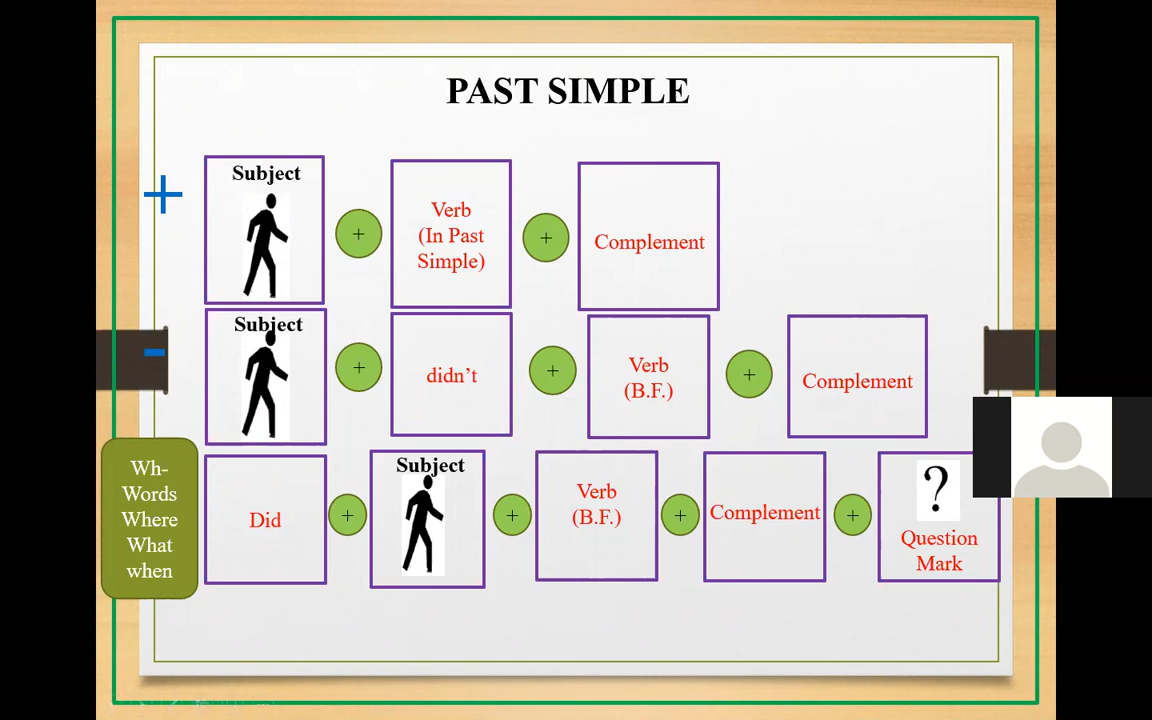 PAST SIMPLE
+
Subject
+
Verb
(In Past
Simple)
+
Complement
-
Subject
+
didn't
+
Verb
(B.F.)
+
Complement
Wh-
Words
Where
What
when
Did
+
Subject
+
Verb
(B.F.)
+
Complement
+
?
Question
Mark